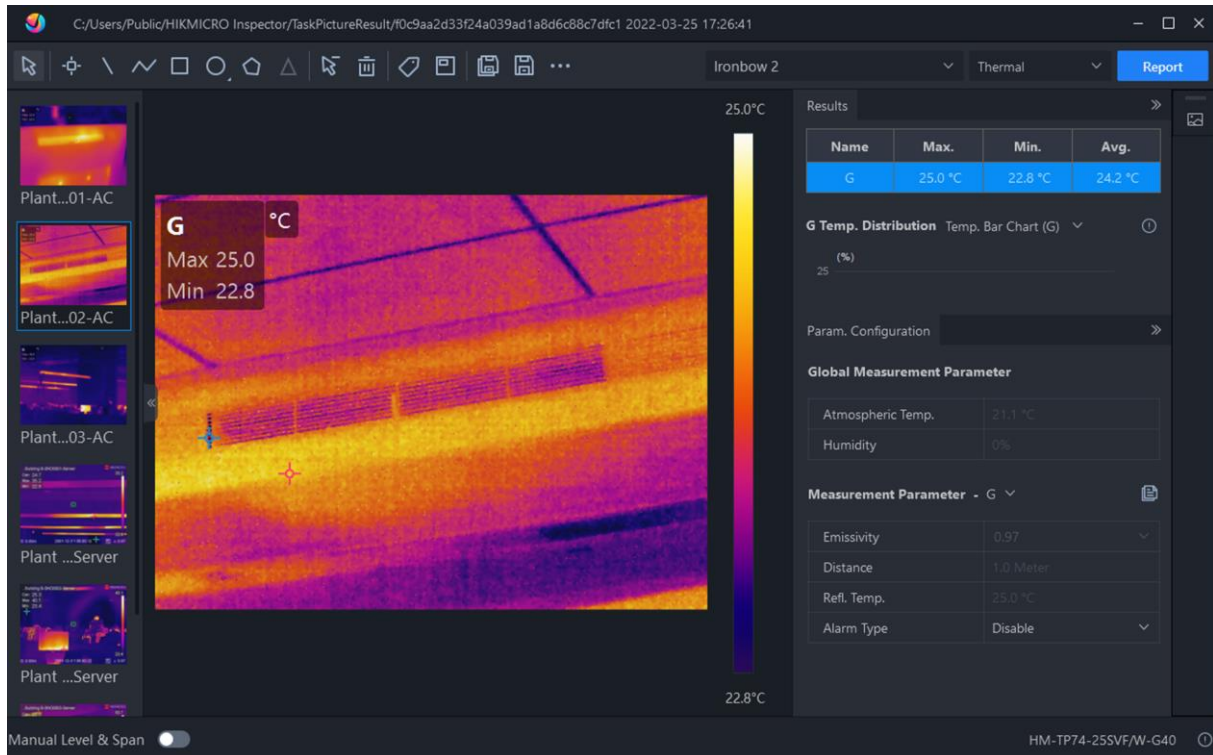 C:/Users/Public/HIKMICRO Inspector/TaskPictureResult/f0c9aa2d33f24a039ad1a8d6c88c7dfc1 2022-03-25 17:26:41
Ironbow 2
Thermal
Report
Plant...01-AC
Plant...02-AC
Plant...03-AC
Plant ...Server
Plant ...Server
G
°C
Max 25.0
Min 22.8
25.0°C
22.8°C
Results
Name Max. Min. Avg.
G 25.0 °C 22.8 °C 24.2 °C
G Temp. Distribution Temp. Bar Chart (G)
(%)
25
Param. Configuration
Global Measurement Parameter
Atmospheric Temp. 21.1 °C
Humidity 0%
Measurement Parameter - G
Emissivity 0.97
Distance 1.0 Meter
Refl. Temp. 25.0 °C
Alarm Type Disable
Manual Level & Span
HM-TP74-25SVF/W-G40